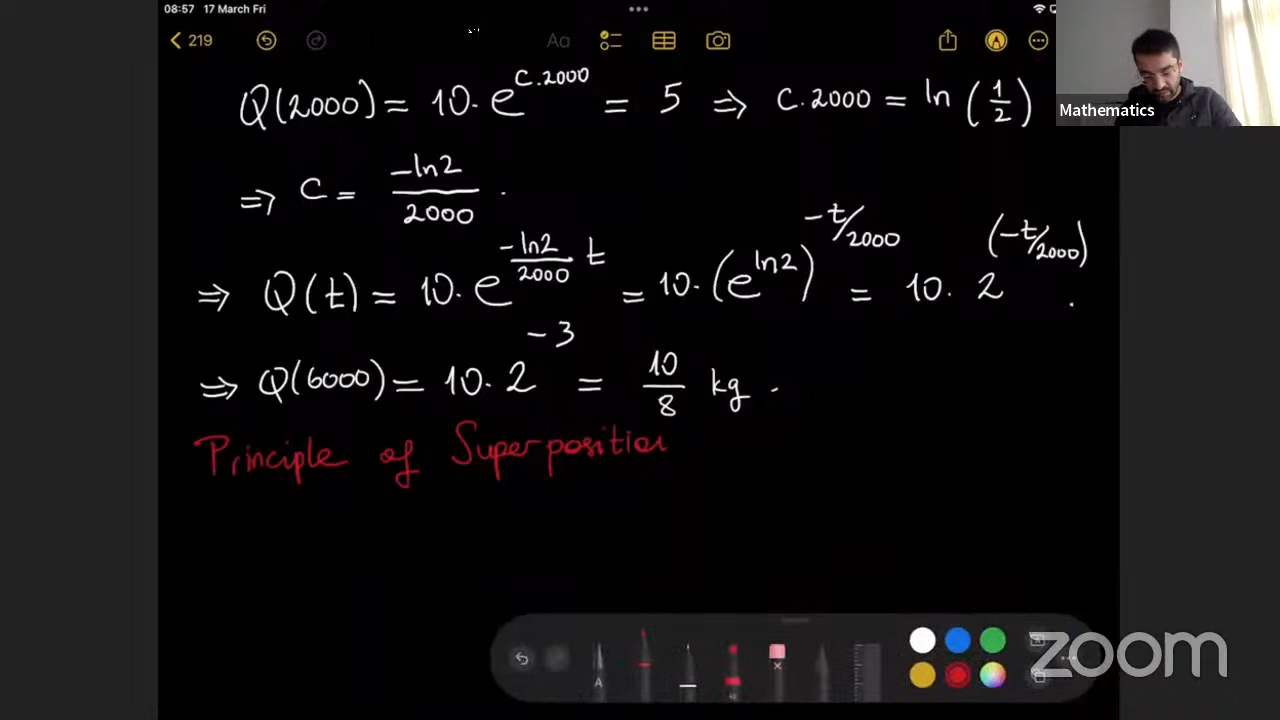 08:57 17 March Fri
219
Aa
Mathematics
Q(2000) = 10. e^{c.2000} = 5 ⇒ c.2000 = ln (1/2)
⇒ c = -ln2/2000 .
⇒ Q(t) = 10. e^{-ln2/2000 t} = 10. (e^{ln2})^{-t/2000} = 10. 2^{(-t/2000)} .
⇒ Q(6000) = 10. 2^{-3} = 10/8 kg .
Principle of Superposition
A
zoom